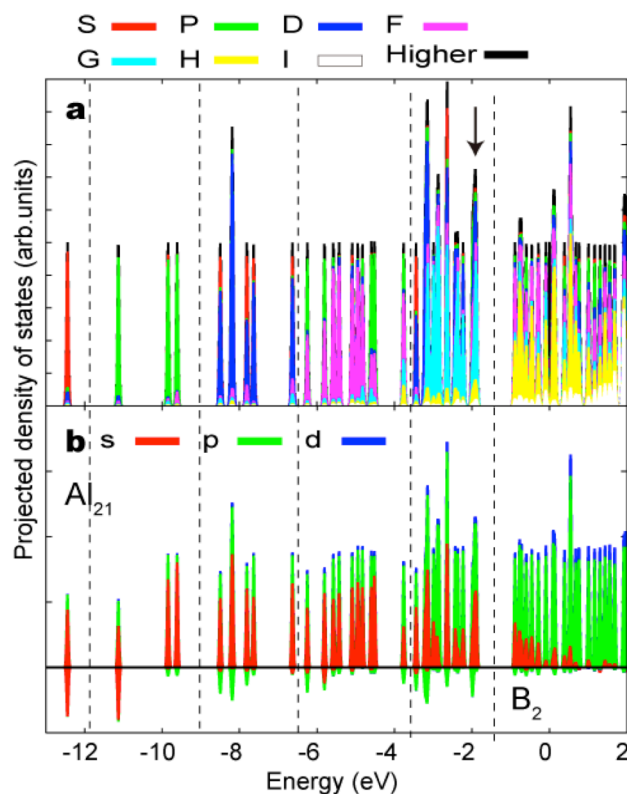 S P D F
G H I Higher
a
Projected density of states (arb.units)
b s p d
Al21
B2
-12 -10 -8 -6 -4 -2 0 2
Energy (eV)